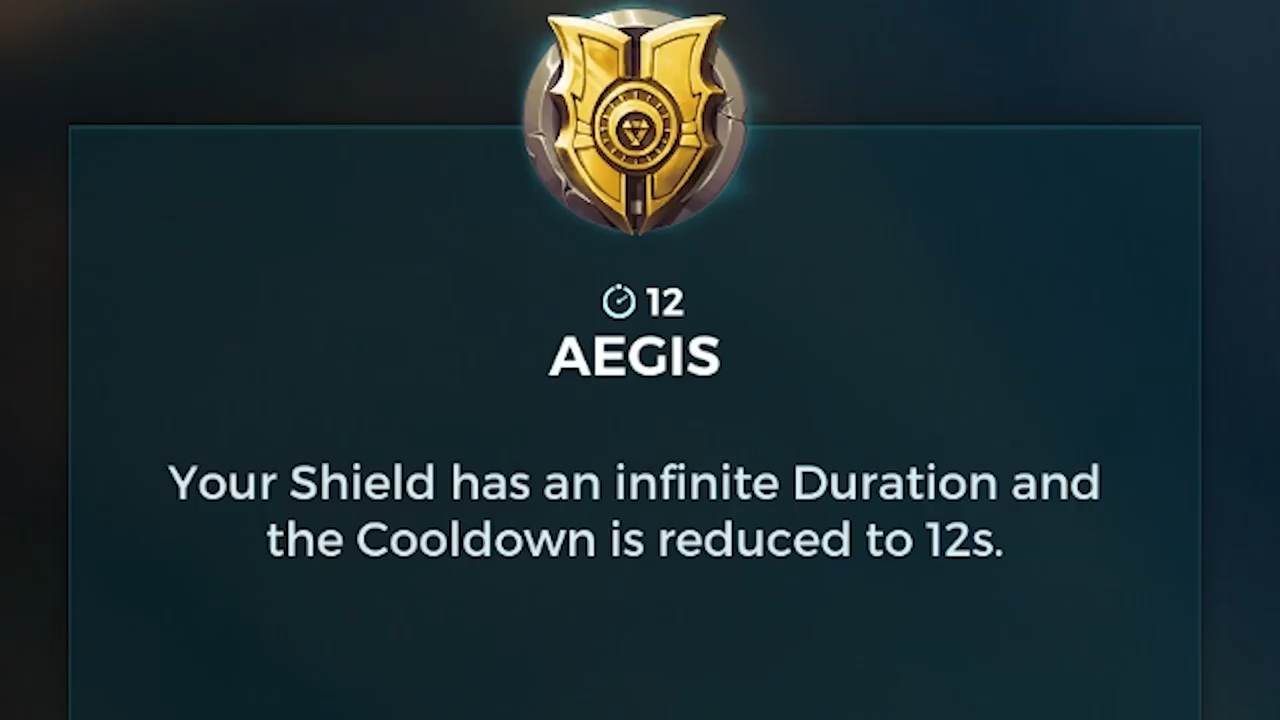 12
AEGIS
Your Shield has an infinite Duration and
the Cooldown is reduced to 12s.